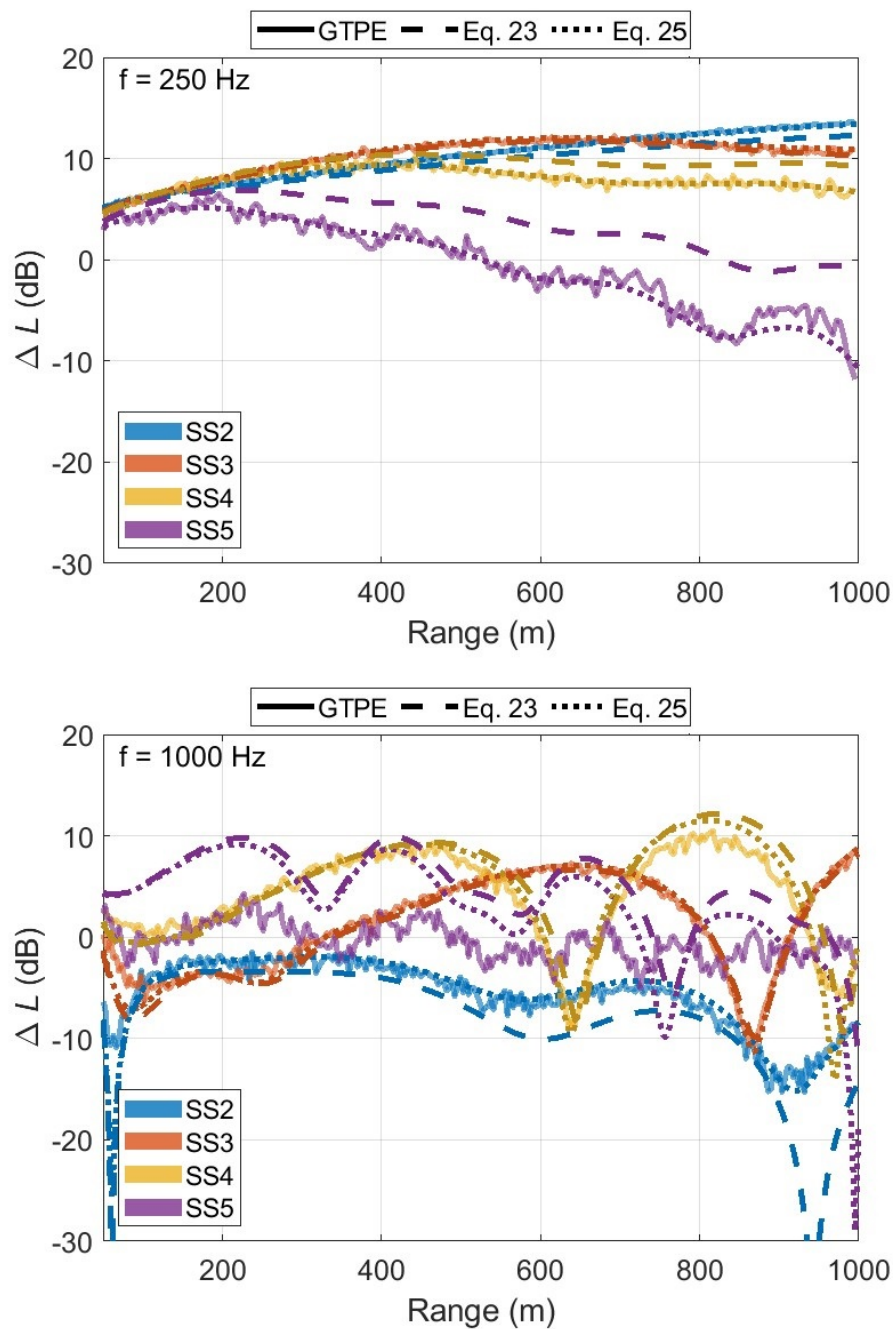 GTPE Eq. 23 Eq. 25
f = 250 Hz
20
10
0
-10
-20
-30
Δ L (dB)
SS2
SS3
SS4
SS5
200 400 600 800 1000
Range (m)
GTPE Eq. 23 Eq. 25
f = 1000 Hz
20
10
0
-10
-20
-30
Δ L (dB)
SS2
SS3
SS4
SS5
200 400 600 800 1000
Range (m)